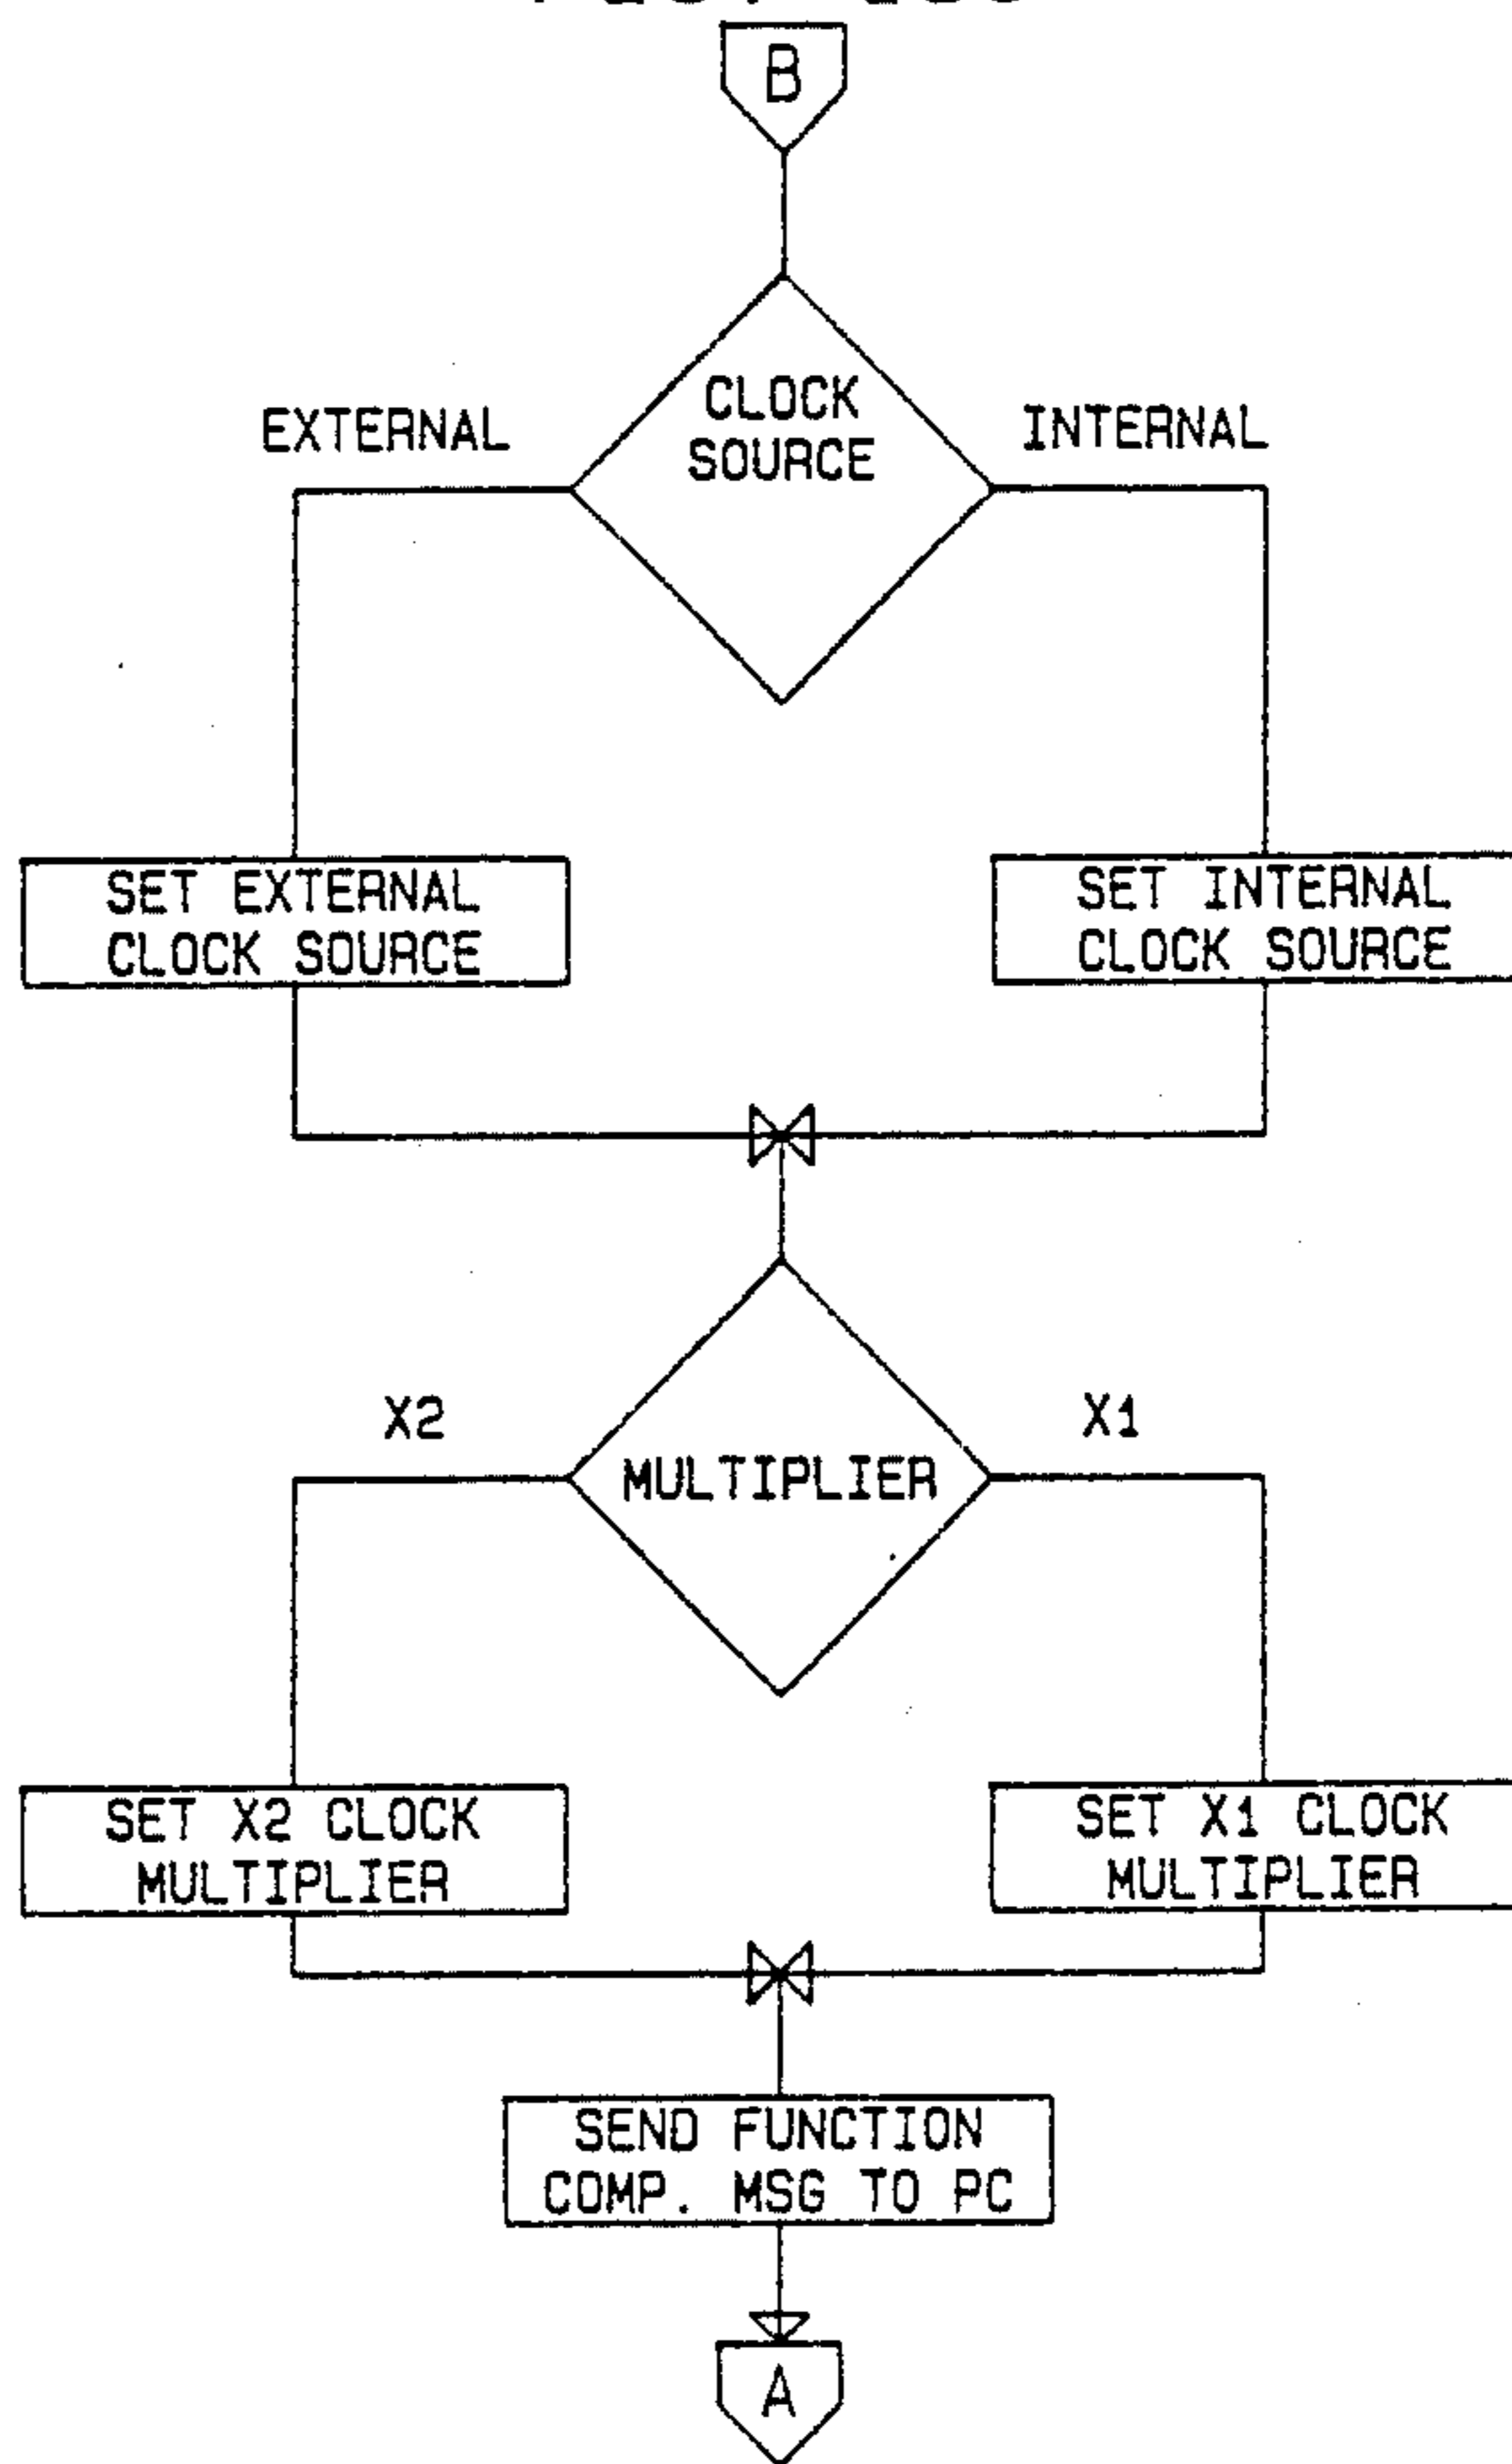 B
CLOCK
SOURCE
EXTERNAL
INTERNAL
SET EXTERNAL
CLOCK SOURCE
SET INTERNAL
CLOCK SOURCE
X2
X1
MULTIPLIER
SET X2 CLOCK
MULTIPLIER
SET X1 CLOCK
MULTIPLIER
SEND FUNCTION
COMP. MSG TO PC
A